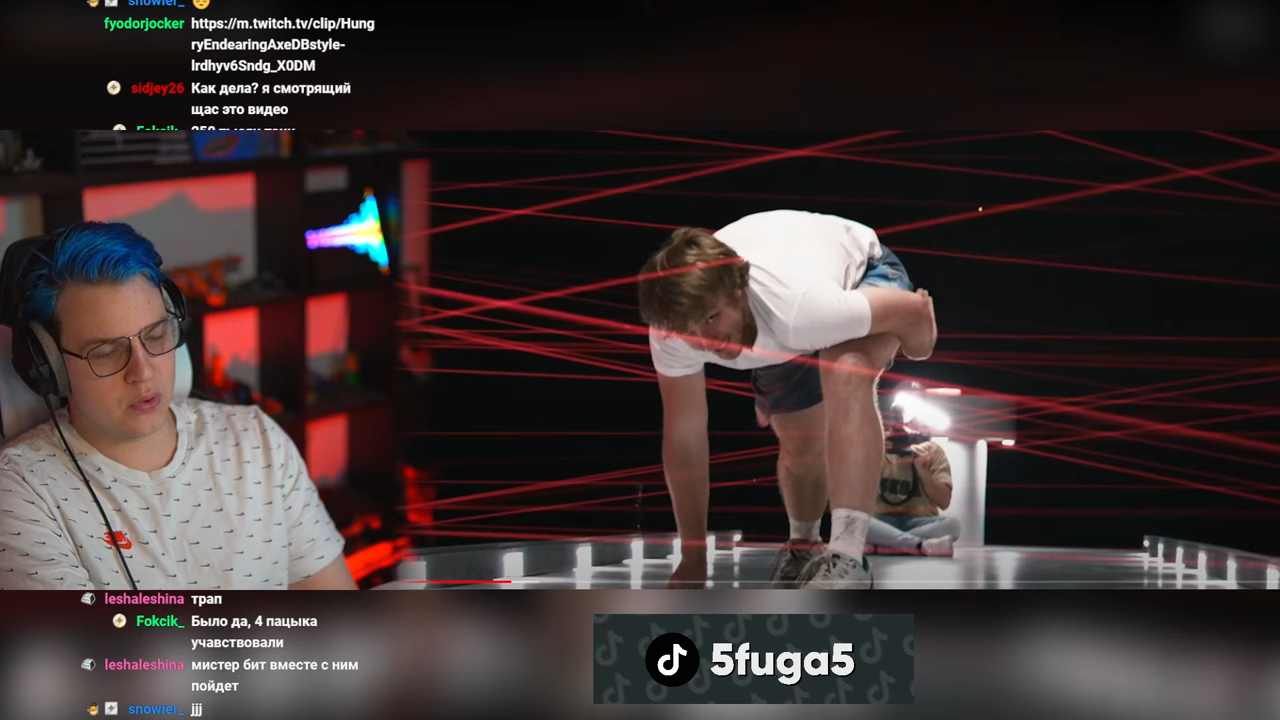 snowier_
fyodorjocker https://m.twitch.tv/clip/Hung
ryEndearingAxeDBstyle-
lrdhyv6Sndg_X0DM
sidjey26 Как дела? я смотрящий
щас это видео
leshaleshina трап
Fokcik_ Было да, 4 пацыка
учавствовали
leshaleshina мистер бит вместе с ним
пойдет
snowier_ jjj
5fuga5